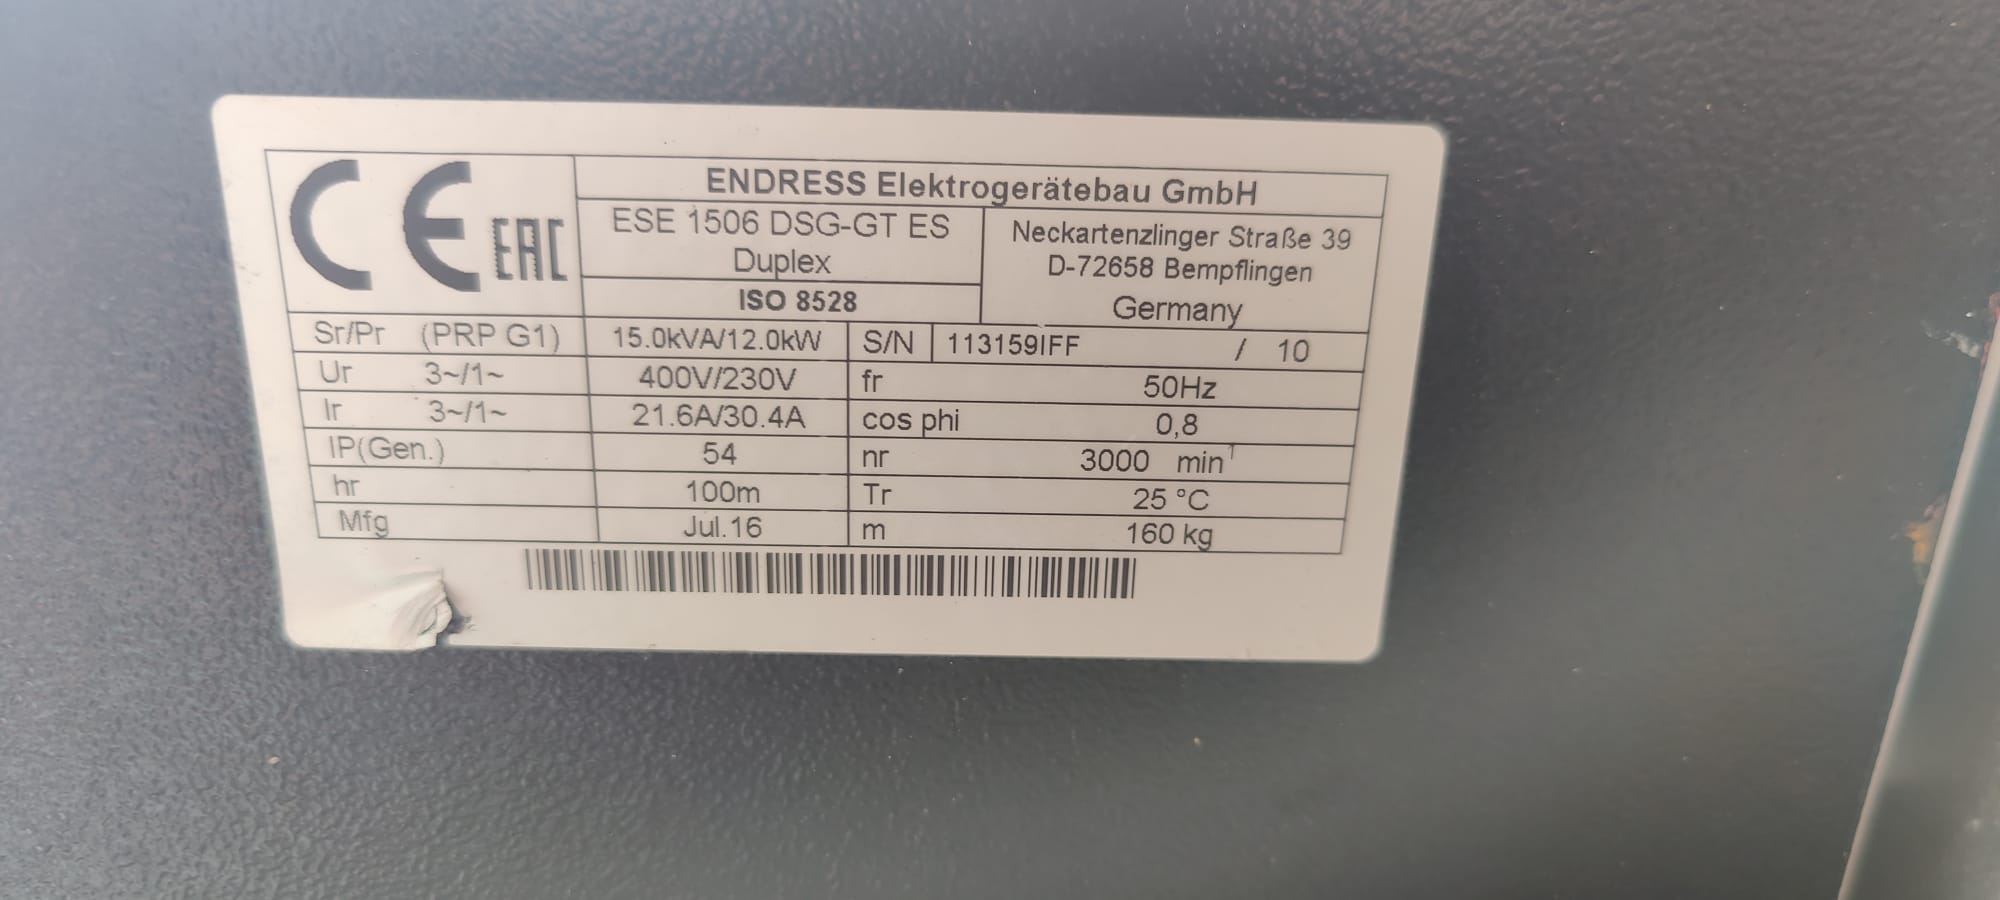 CE EAC
ENDRESS Elektrogerätebau GmbH
ESE 1506 DSG-GT ES
Duplex
ISO 8528
Neckartenzlinger Straße 39
D-72658 Bempflingen
Germany
Sr/Pr (PRP G1) 15.0kVA/12.0kW S/N 113159IFF / 10
Ur 3~/1~ 400V/230V fr 50Hz
Ir 3~/1~ 21.6A/30.4A cos phi 0,8
IP(Gen.) 54 nr 3000 min¹
hr 100m Tr 25 °C
Mfg Jul.16 m 160 kg